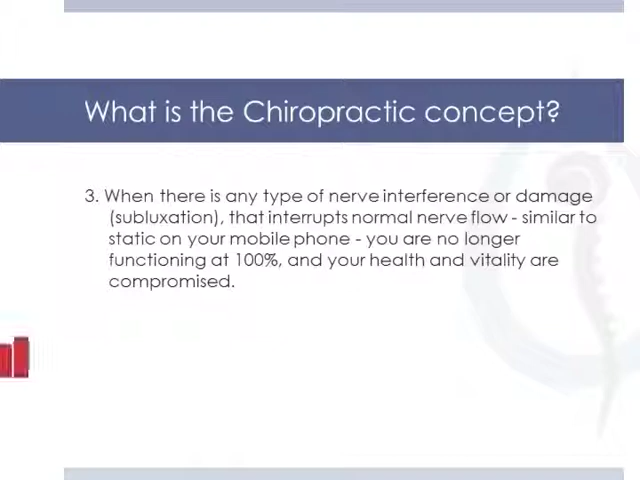 What is the Chiropractic concept?
3. When there is any type of nerve interference or damage
(subluxation), that interrupts normal nerve flow - similar to
static on your mobile phone - you are no longer
functioning at 100%, and your health and vitality are
compromised.